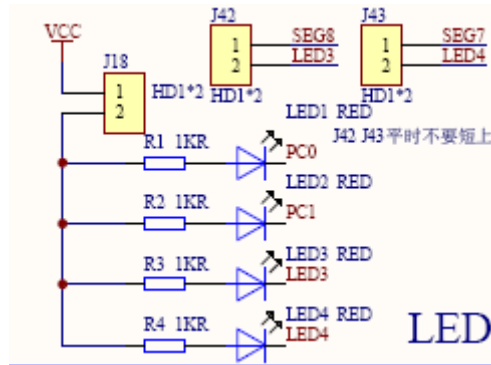 VCC
J42
J43
J18
1
2
SEG8
LED3
1
2
SEG7
LED4
1
2
HD1*2
HD1*2
HD1*2
LED1 RED
J42 J43平时不要短上
R1 1KR
PC0
LED2 RED
R2 1KR
PC1
LED3 RED
R3 1KR
LED3
LED4 RED
R4 1KR
LED4
LED